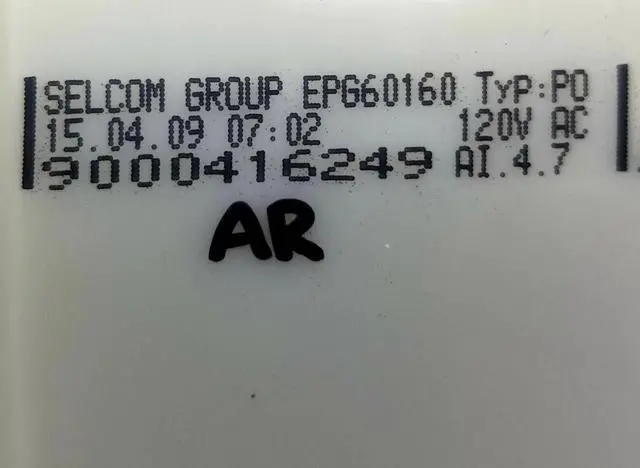 SELCOM GROUP EPG60160 TyP:PO
15.04.09 07:02 120V AC
9000416249 AI.4.7
AR